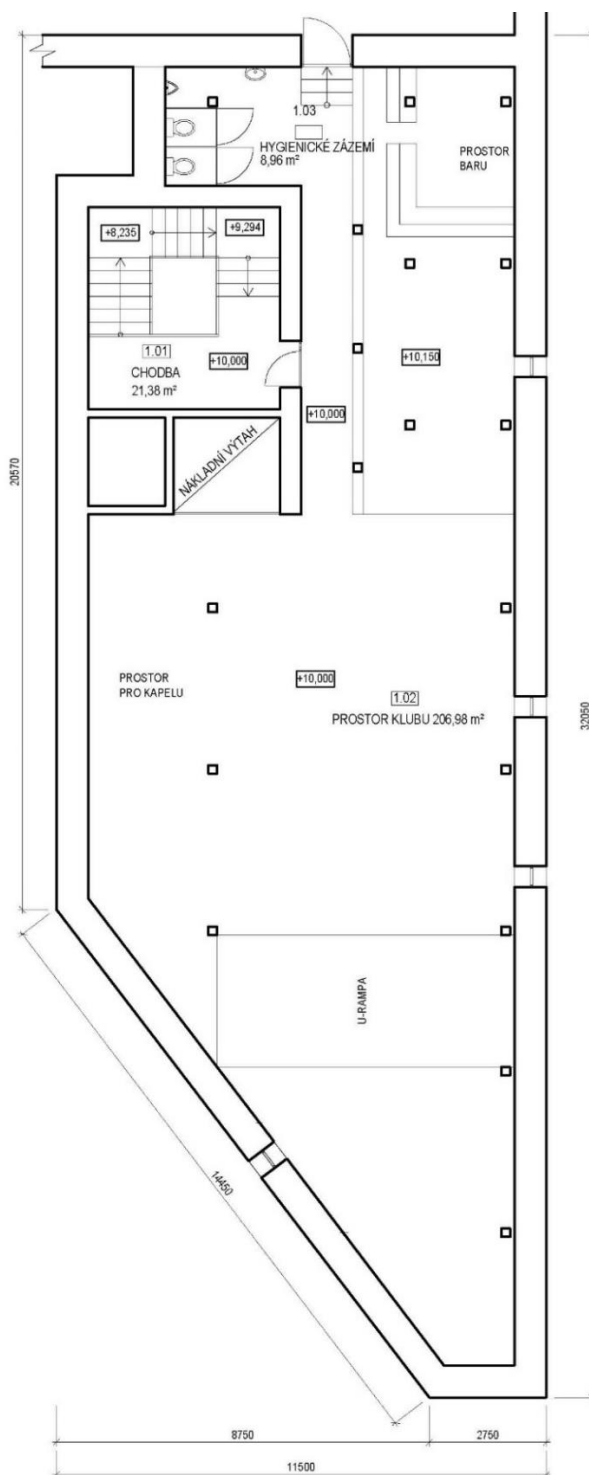 1.03
HYGIENICKÉ ZÁZEMÍ
8,96 m²
PROSTOR
BARU
+8,235
+9,294
1.01
+10,000
CHODBA
21,38 m²
+10,150
+10,000
NÁKLADNÍ VÝTAH
20570
PROSTOR
PRO KAPELU
+10,000
1.02
PROSTOR KLUBU 206,98 m²
32050
U-RAMPA
14450
8750
2750
11500